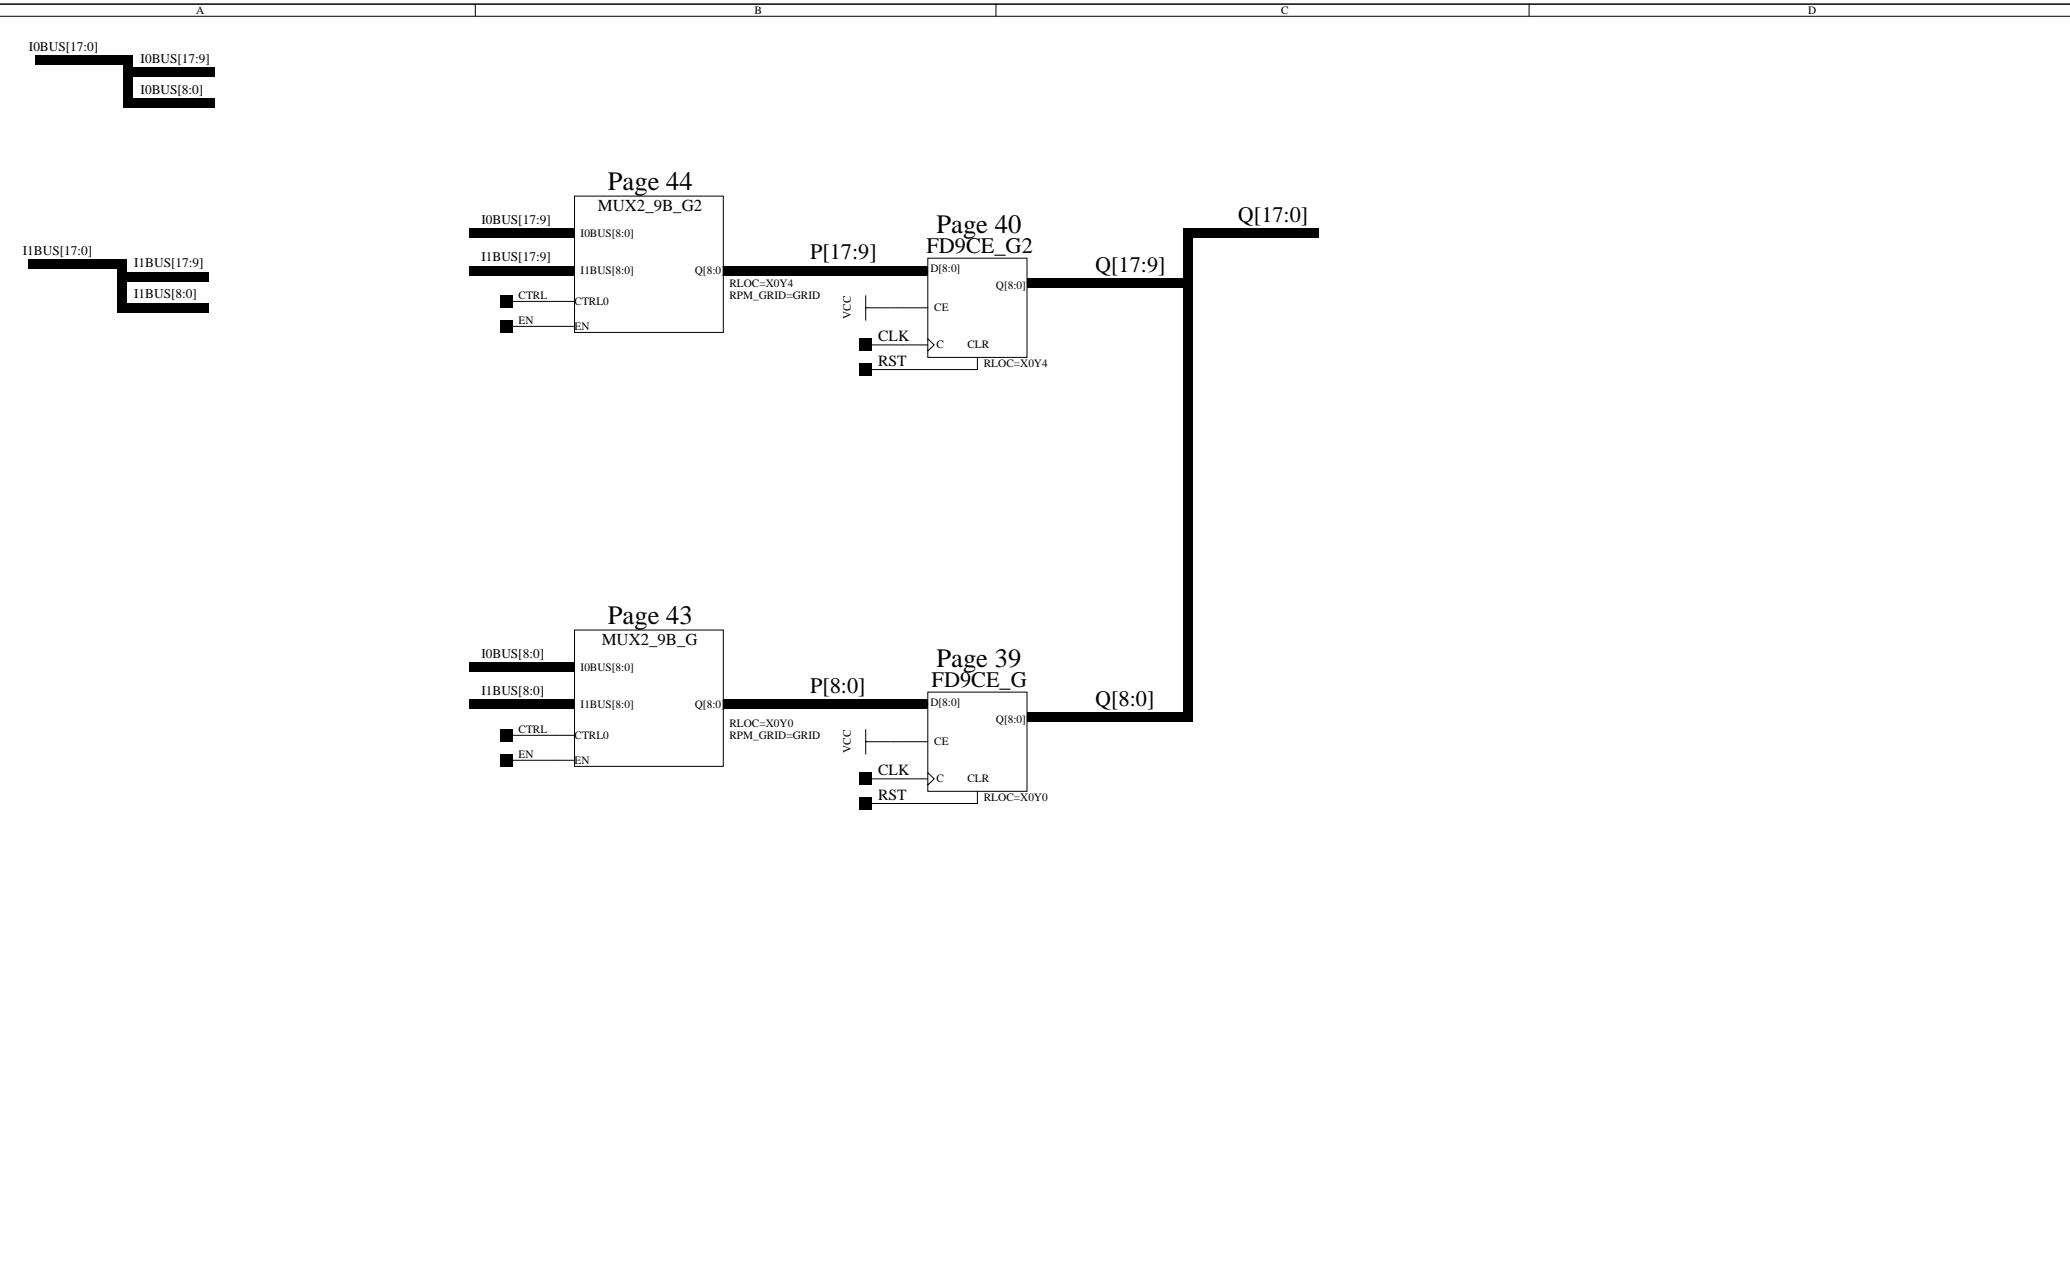 A B C D
I0BUS[17:0]
I0BUS[17:9]
I0BUS[8:0]
I1BUS[17:0]
I1BUS[17:9]
I1BUS[8:0]
Page 44
MUX2_9B_G2
I0BUS[17:9]
I0BUS[8:0]
I1BUS[17:9]
I1BUS[8:0]
Q[8:0]
CTRL
CTRL0
EN
EN
RLOC=X0Y4
RPM_GRID=GRID
P[17:9]
Page 40
FD9CE_G2
D[8:0]
Q[8:0]
VCC
CE
CLK
C
CLR
RST
RLOC=X0Y4
Q[17:9]
Q[17:0]
Page 43
MUX2_9B_G
I0BUS[8:0]
I0BUS[8:0]
I1BUS[8:0]
I1BUS[8:0]
Q[8:0]
CTRL
CTRL0
EN
EN
RLOC=X0Y0
RPM_GRID=GRID
P[8:0]
Page 39
FD9CE_G
D[8:0]
Q[8:0]
VCC
CE
CLK
C
CLR
RST
RLOC=X0Y0
Q[8:0]